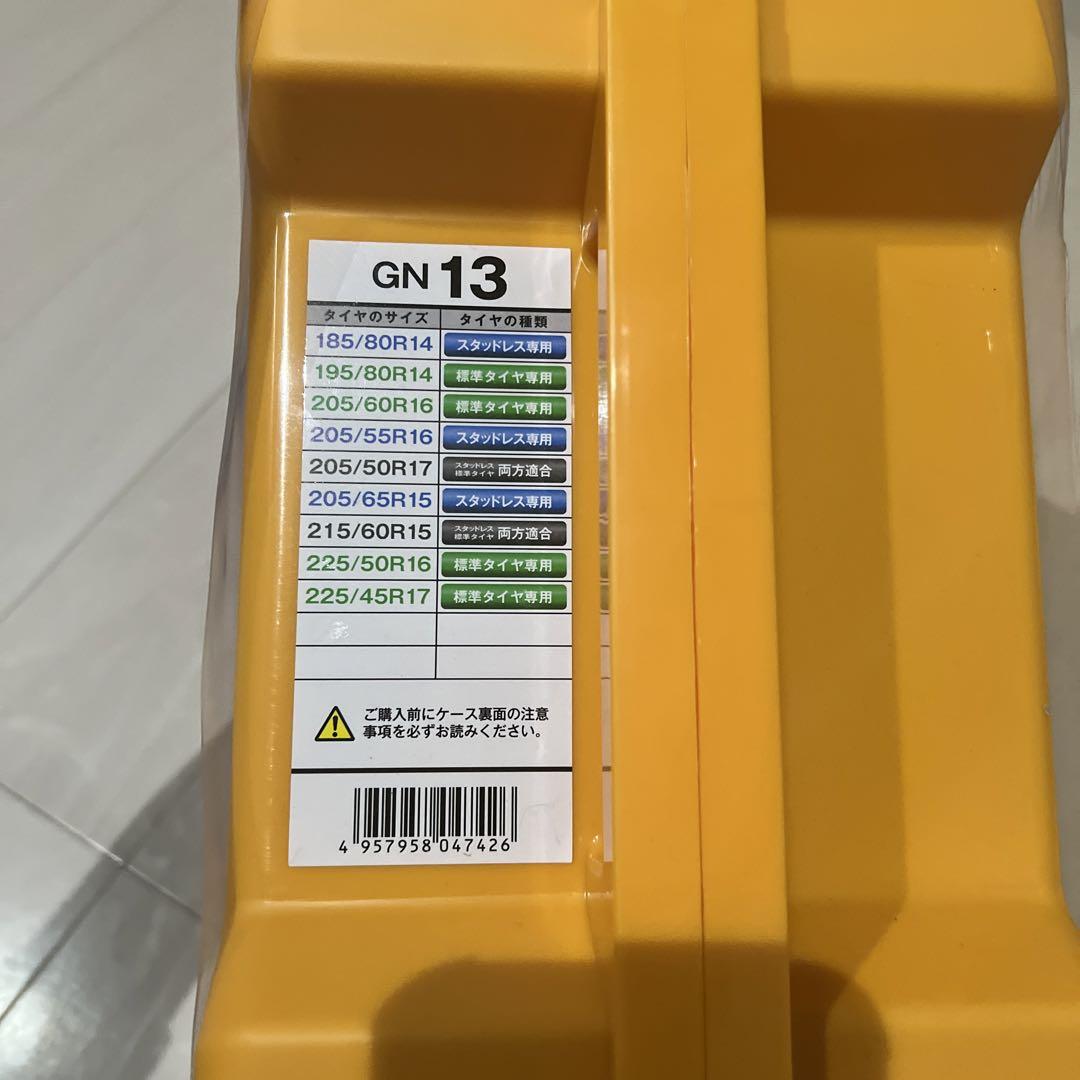 GN 13
タイヤのサイズ タイヤの種類
185/80R14 スタッドレス専用
195/80R14 標準タイヤ専用
205/60R16 標準タイヤ専用
205/55R16 スタッドレス専用
205/50R17 スタッドレス 標準タイヤ 両方適合
205/65R15 スタッドレス専用
215/60R15 スタッドレス 標準タイヤ 両方適合
225/50R16 標準タイヤ専用
225/45R17 標準タイヤ専用
ご購入前にケース裏面の注意
事項を必ずお読みください。
4 957958 047426